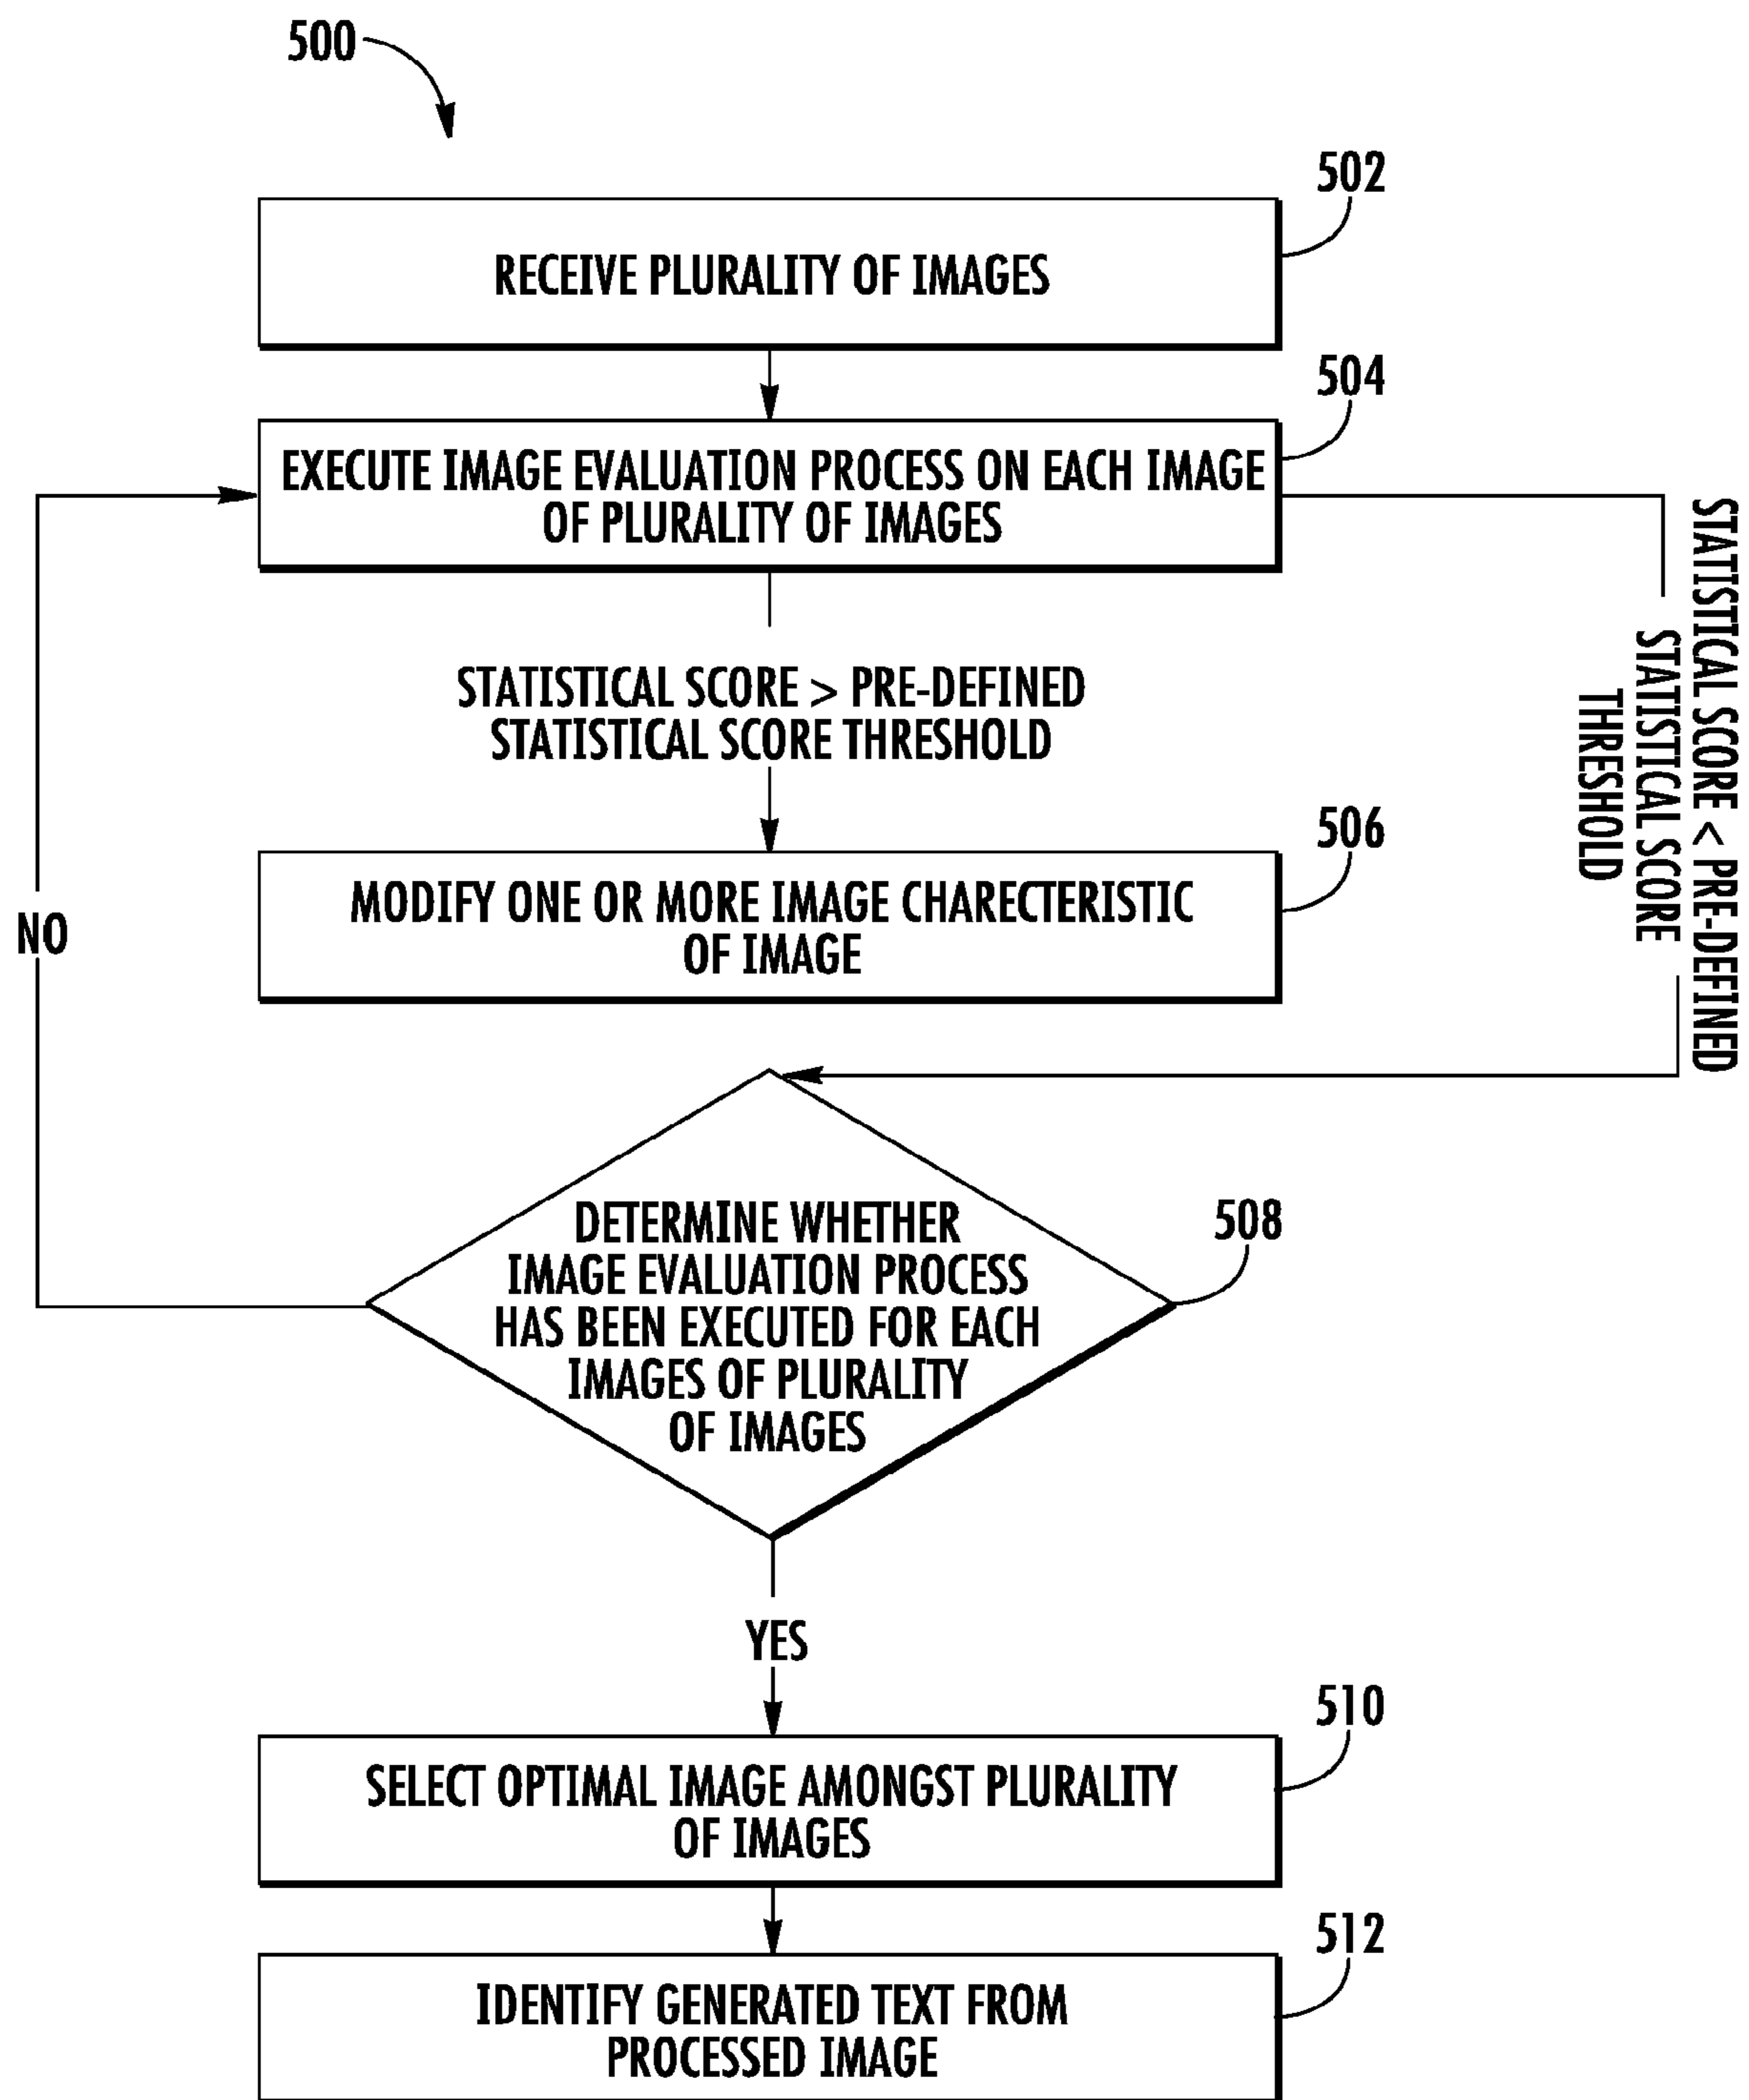 500
502
RECEIVE PLURALITY OF IMAGES
504
EXECUTE IMAGE EVALUATION PROCESS ON EACH IMAGE
OF PLURALITY OF IMAGES
STATISTICAL SCORE > PRE-DEFINED
STATISTICAL SCORE THRESHOLD
STATISTICAL SCORE < PRE-DEFINED
STATISTICAL SCORE
THRESHOLD
506
MODIFY ONE OR MORE IMAGE CHARECTERISTIC
OF IMAGE
NO
508
DETERMINE WHETHER
IMAGE EVALUATION PROCESS
HAS BEEN EXECUTED FOR EACH
IMAGES OF PLURALITY
OF IMAGES
YES
510
SELECT OPTIMAL IMAGE AMONGST PLURALITY
OF IMAGES
512
IDENTIFY GENERATED TEXT FROM
PROCESSED IMAGE